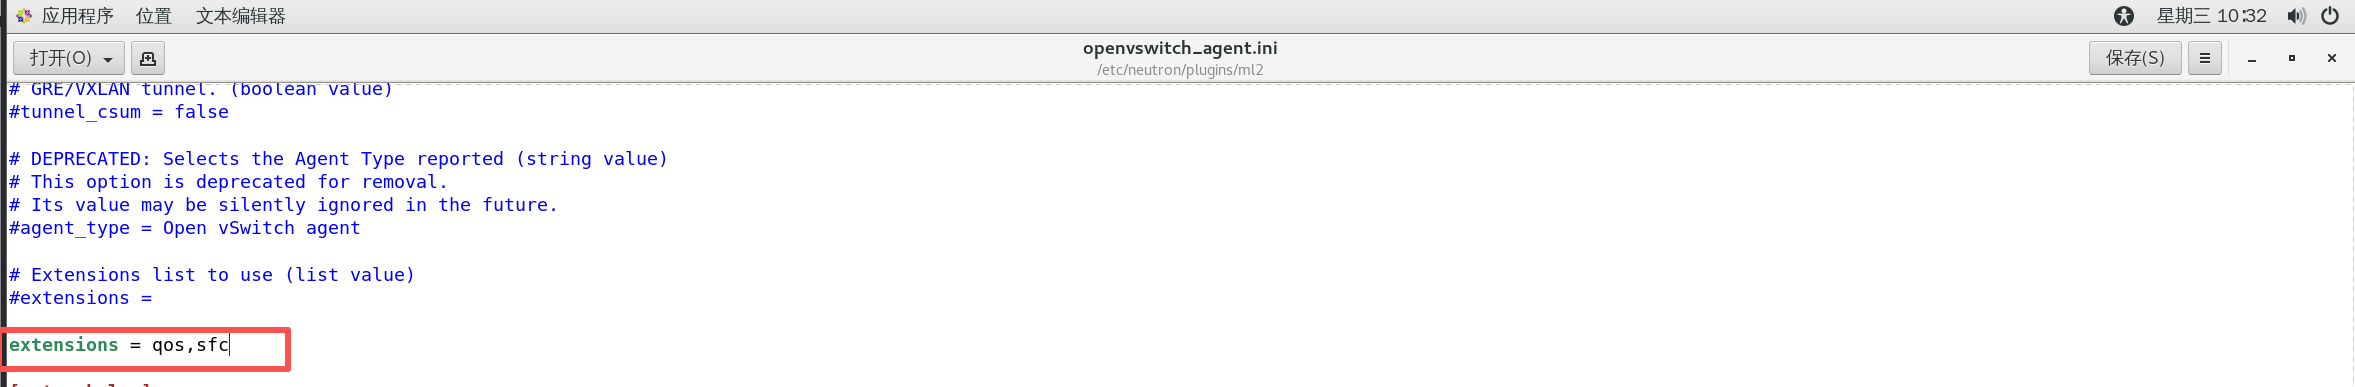 应用程序 位置 文本编辑器 星期三 10:32
打开(O) openvswitch_agent.ini 保存(S)
/etc/neutron/plugins/ml2
# GRE/VXLAN tunnel. (boolean value)
#tunnel_csum = false
# DEPRECATED: Selects the Agent Type reported (string value)
# This option is deprecated for removal.
# Its value may be silently ignored in the future.
#agent_type = Open vSwitch agent
# Extensions list to use (list value)
#extensions =
extensions = qos,sfc